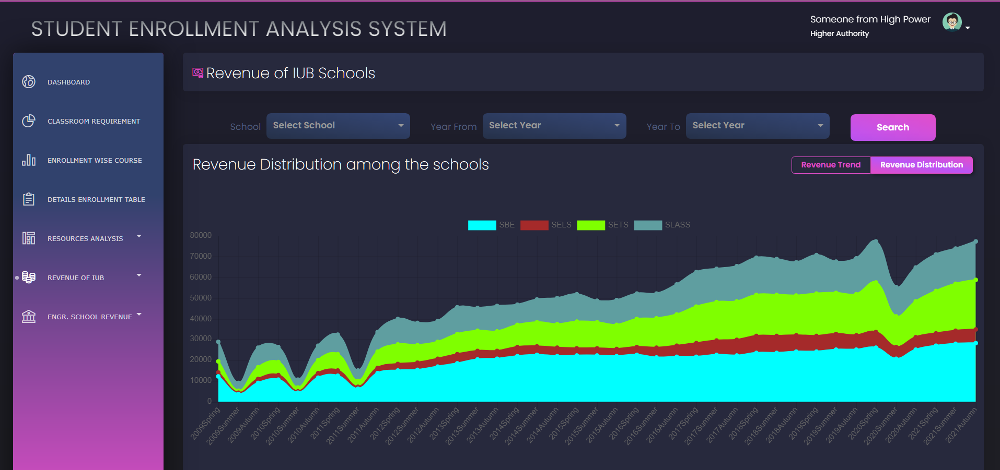 STUDENT ENROLLMENT ANALYSIS SYSTEM
Someone from High Power
Higher Authority
DASHBOARD
CLASSROOM REQUIREMENT
ENROLLMENT WISE COURSE
DETAILS ENROLLMENT TABLE
RESOURCES ANALYSIS
REVENUE OF IUB
ENGR. SCHOOL REVENUE
Revenue of IUB Schools
School Select School Year From Select Year Year To Select Year Search
Revenue Distribution among the schools
Revenue Trend Revenue Distribution
SBE SELS SETS SLASS
80000
70000
60000
50000
40000
30000
20000
10000
0
2009Spring
2009Summer
2009Autumn
2010Spring
2010Summer
2010Autumn
2011Spring
2011Summer
2011Autumn
2012Spring
2012Summer
2012Autumn
2013Spring
2013Summer
2013Autumn
2014Spring
2014Summer
2014Autumn
2015Spring
2015Summer
2015Autumn
2016Spring
2016Summer
2016Autumn
2017Spring
2017Summer
2017Autumn
2018Spring
2018Summer
2018Autumn
2019Spring
2019Summer
2019Autumn
2020Spring
2020Summer
2020Autumn
2021Spring
2021Summer
2021Autumn